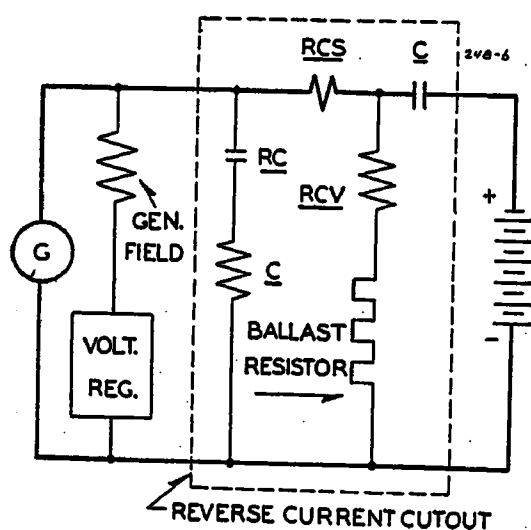 RCS
C
248-6
RC
RCV
GEN.
FIELD
+
G
C
VOLT.
REG.
BALLAST
RESISTOR
-
REVERSE CURRENT CUTOUT